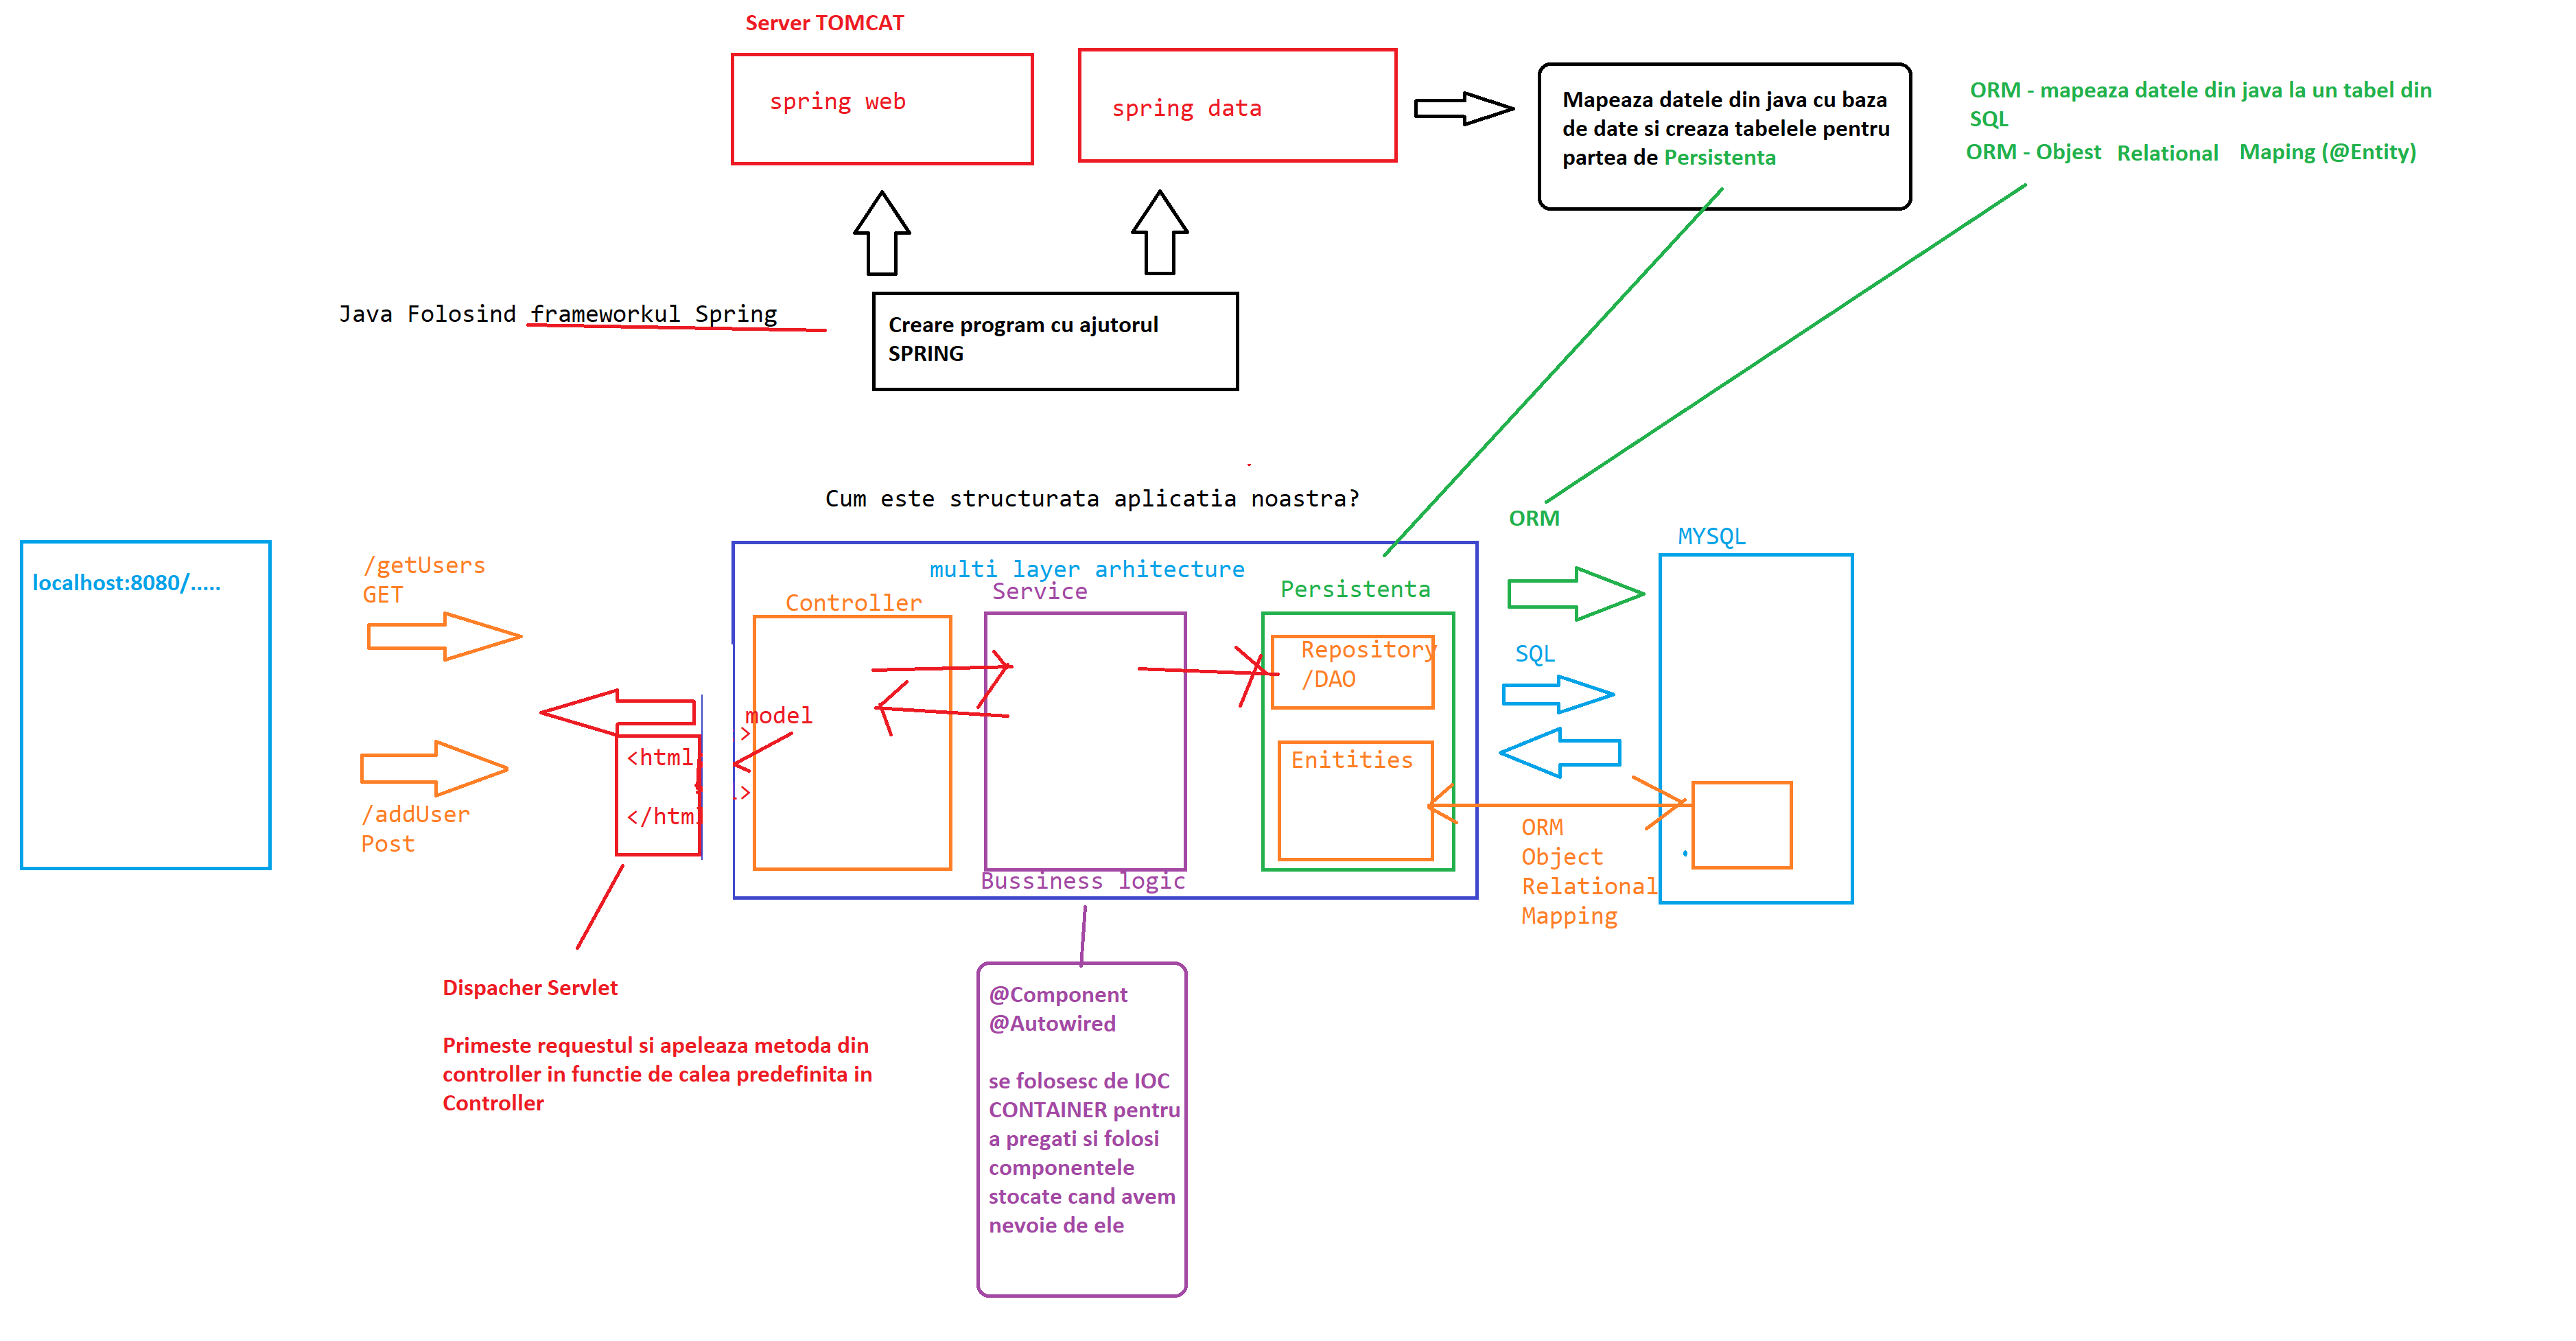 Server TOMCAT
spring web
spring data
Mapeaza datele din java cu baza
de date si creaza tabelele pentru
partea de Persistenta
ORM - mapeaza datele din java la un tabel din
SQL
ORM - Objest Relational Maping (@Entity)
Java Folosind frameworkul Spring
Creare program cu ajutorul
SPRING
Cum este structurata aplicatia noastra?
localhost:8080/.....
/getUsers
GET
/addUser
Post
<html
>
</html
>
model
multi layer arhitecture
Controller
Service
Bussiness logic
Persistenta
Repository
/DAO
Enitities
ORM
SQL
MYSQL
ORM
Object
Relational
Mapping
Dispacher Servlet
Primeste requestul si apeleaza metoda din
controller in functie de calea predefinita in
Controller
@Component
@Autowired
se folosesc de IOC
CONTAINER pentru
a pregati si folosi
componentele
stocate cand avem
nevoie de ele